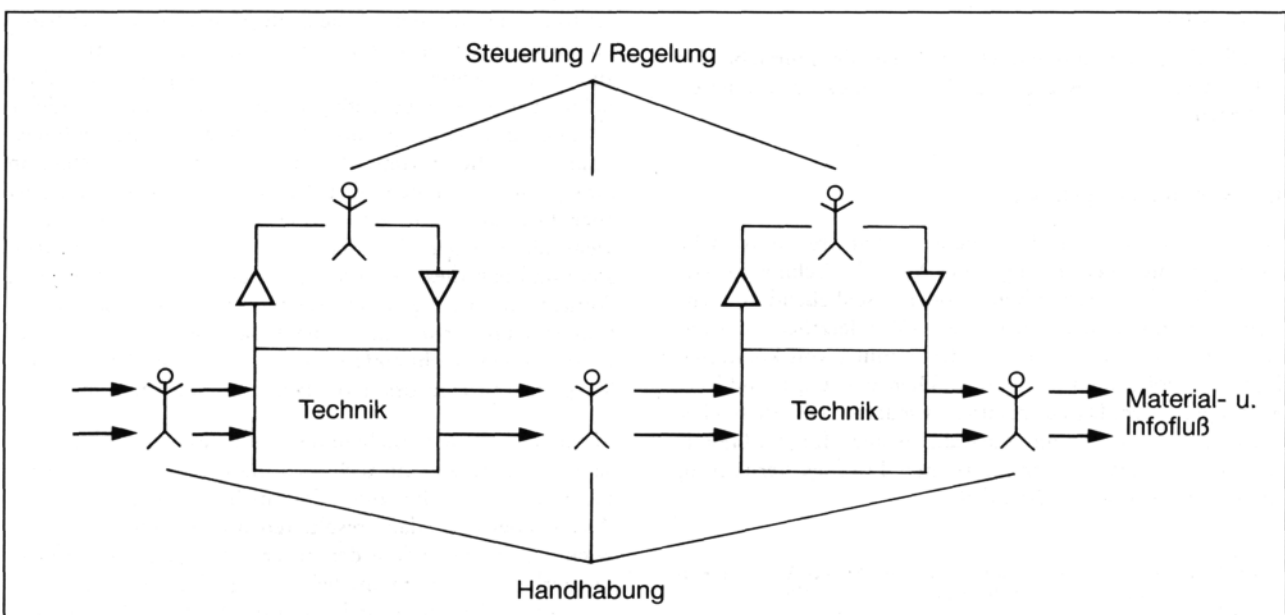 Steuerung / Regelung
Technik
Technik
Material- u.
Infofluß
Handhabung